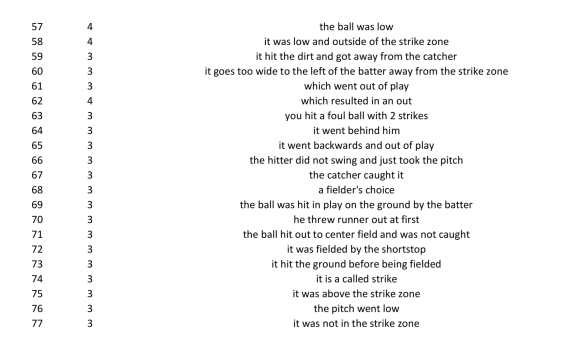 57 4 the ball was low
58 4 it was low and outside of the strike zone
59 3 it hit the dirt and got away from the catcher
60 3 it goes too wide to the left of the batter away from the strike zone
61 3 which went out of play
62 4 which resulted in an out
63 3 you hit a foul ball with 2 strikes
64 3 it went behind him
65 3 it went backwards and out of play
66 3 the hitter did not swing and just took the pitch
67 3 the catcher caught it
68 3 a fielder's choice
69 3 the ball was hit in play on the ground by the batter
70 3 he threw runner out at first
71 3 the ball hit out to center field and was not caught
72 3 it was fielded by the shortstop
73 3 it hit the ground before being fielded
74 3 it is a called strike
75 3 it was above the strike zone
76 3 the pitch went low
77 3 it was not in the strike zone